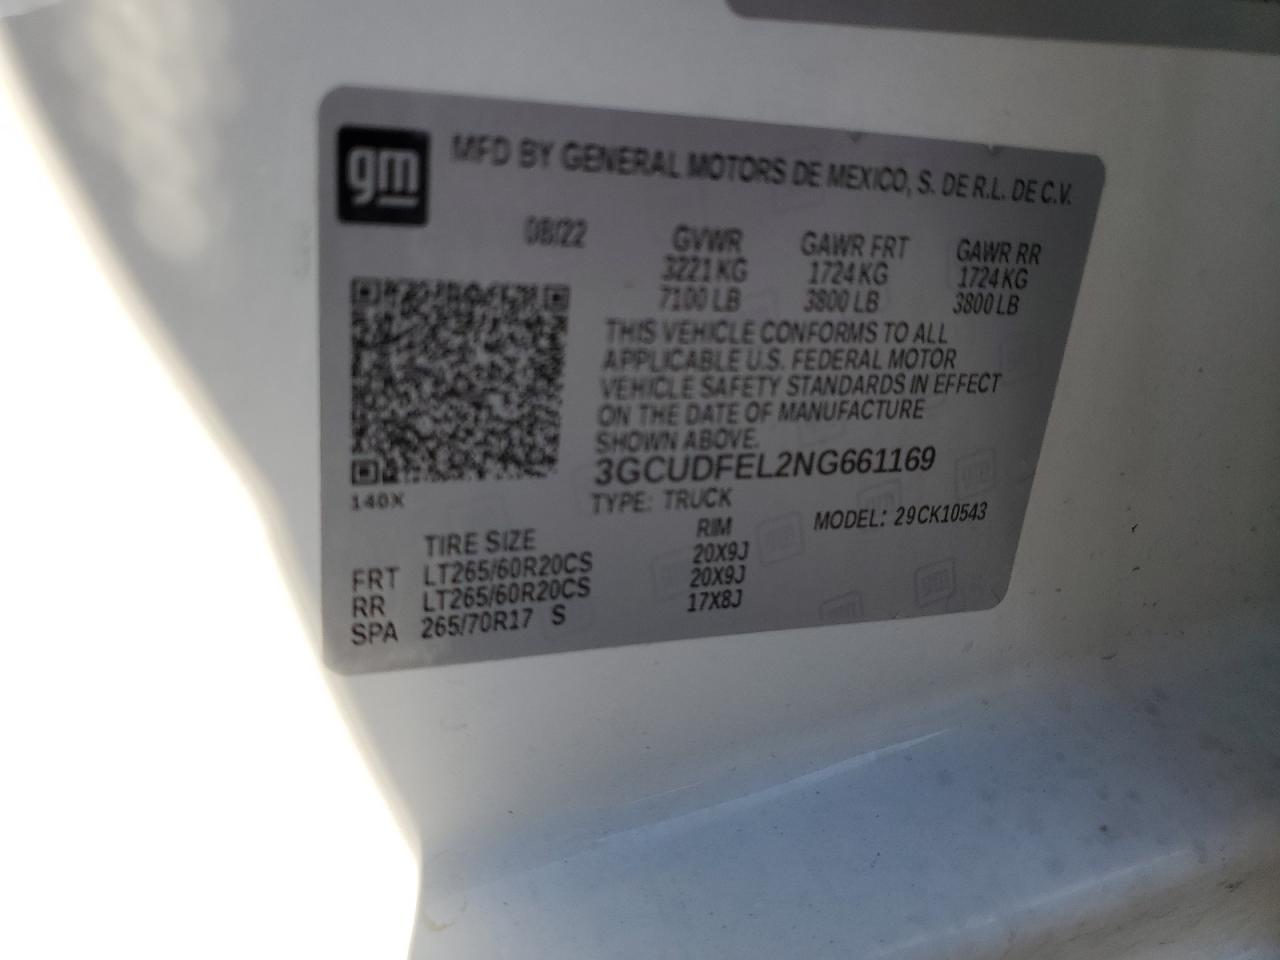 gm
MFD BY GENERAL MOTORS DE MEXICO, S. DE R.L. DE C.V.
08/22 GVWR GAWR FRT GAWR RR
3221 KG 1724 KG 1724 KG
7100 LB 3800 LB 3800 LB
THIS VEHICLE CONFORMS TO ALL
APPLICABLE U.S. FEDERAL MOTOR
VEHICLE SAFETY STANDARDS IN EFFECT
ON THE DATE OF MANUFACTURE
SHOWN ABOVE.
3GCUDFEL2NG661169
140X
TYPE: TRUCK MODEL: 29CK10543
TIRE SIZE RIM
FRT LT265/60R20CS 20X9J
RR LT265/60R20CS 20X9J
SPA 265/70R17 S 17X8J